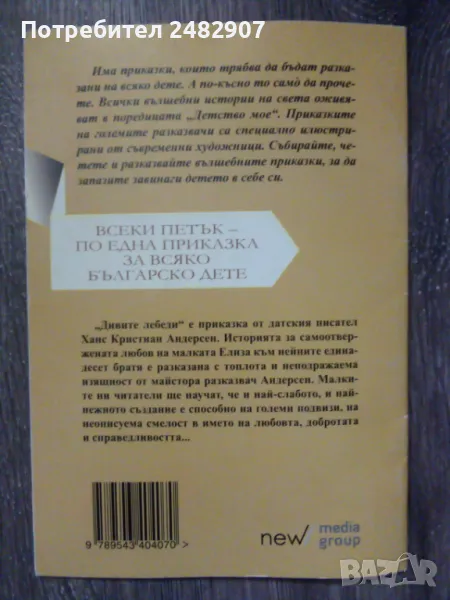 Потребител 2482907
Има приказки, които трябва да бъдат разка-
зани на всяко дете. А по-късно то само̀ да проче-
те. Всички вълшебни истории на света оживя-
ват в поредицата „Детство мое“. Приказките
на големите разказвачи са специално илюстри-
рани от съвременни художници. Събирайте, че-
тете и разказвайте вълшебните приказки, за да
запазите завинаги детето в себе си.
ВСЕКИ ПЕТЪК –
ПО ЕДНА ПРИКАЗКА
ЗА ВСЯКО
БЪЛГАРСКО ДЕТЕ
„Дивите лебеди“ е приказка от датския писател
Ханс Кристиан Андерсен. Историята за самоотвер-
жената любов на малката Елиза към нейните едина-
десет братя е разказана с топлота и неподражаема
изящност от майстора разказвач Андерсен. Малки-
те ни читатели ще научат, че и най-слабото, и най-
нежното създание е способно на големи подвизи, на
неописуема смелост в името на любовта, добротата
и справедливостта...
9 789543 404070 >
new media
group
BAZAR